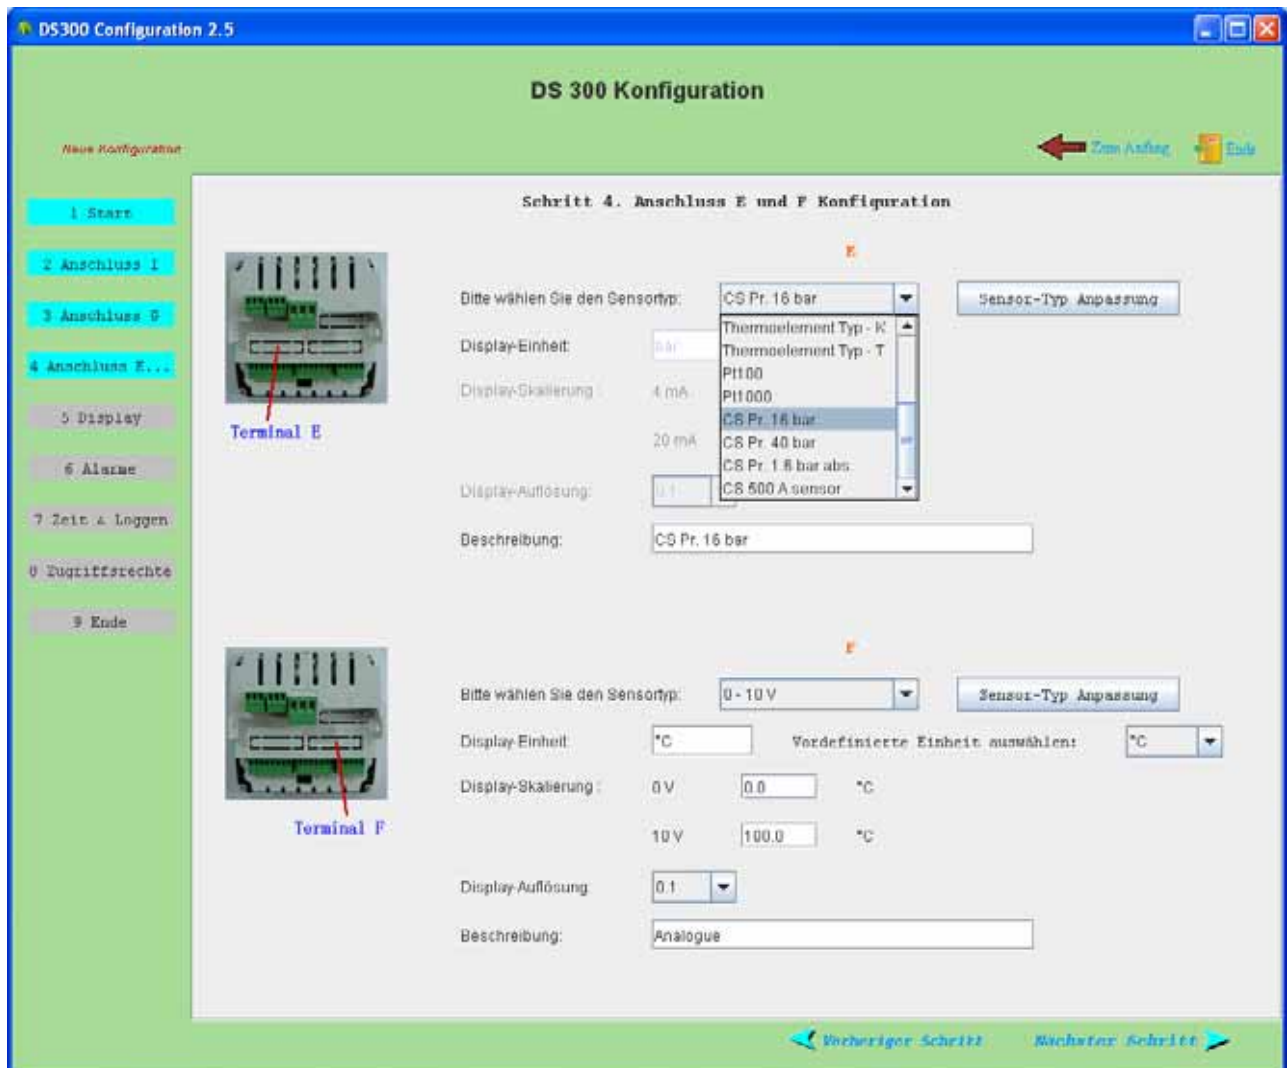 DS300 Configuration 2.5
DS 300 Konfiguration
Neue Konfiguration
Zum Anfang
Ende
1 Start
2 Anschluss I
3 Anschluss G
4 Anschluss E...
5 Display
6 Alarme
7 Zeit & Loggen
8 Zugriffsrechte
9 Ende
Schritt 4. Anschluss E und F Konfiguration
E
Terminal E
Bitte wählen Sie den Sensortyp:
CS Pr. 16 bar
Sensor-Typ Anpassung
Display-Einheit:
bar
Display-Skalierung :
4 mA
20 mA
Display-Auflösung:
0.1
Thermoelement Typ - K
Thermoelement Typ - T
Pt100
Pt1000
CS Pr. 16 bar
CS Pr. 40 bar
CS Pr. 1.6 bar abs.
CS 500 A sensor
Beschreibung:
CS Pr. 16 bar
F
Terminal F
Bitte wählen Sie den Sensortyp:
0 - 10 V
Sensor-Typ Anpassung
Display-Einheit:
°C
Vordefinierte Einheit auswählen:
°C
Display-Skalierung :
0 V
0.0
°C
10 V
100.0
°C
Display-Auflösung:
0.1
Beschreibung:
Analogue
Vorheriger Schritt
Nächster Schritt